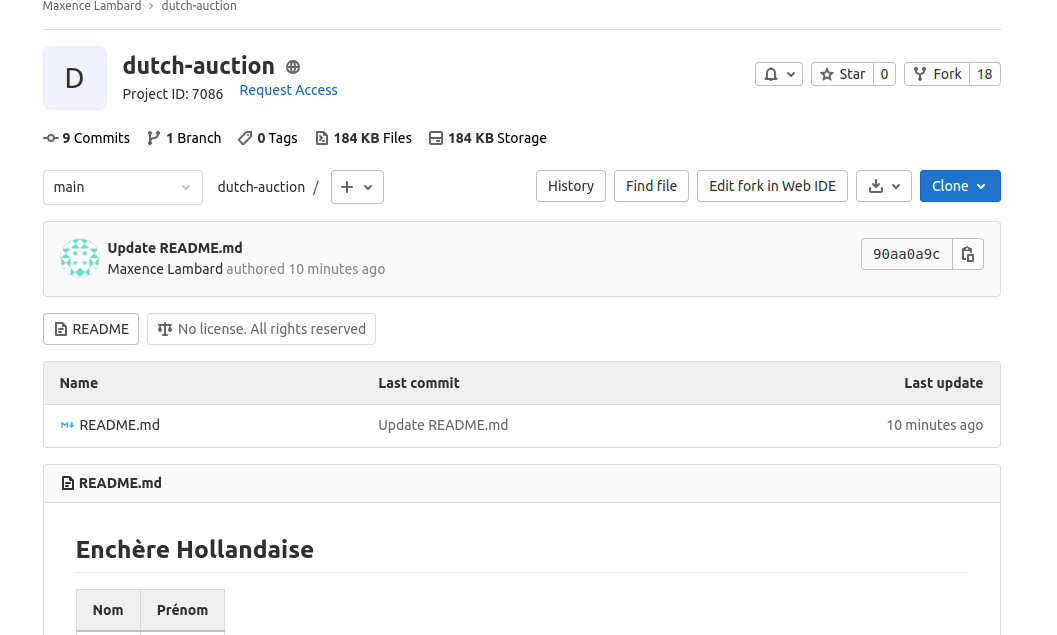 Maxence Lambard › dutch-auction
D
dutch-auction
Project ID: 7086 Request Access
Star 0
Fork 18
9 Commits 1 Branch 0 Tags 184 KB Files 184 KB Storage
main dutch-auction / + History Find file Edit fork in Web IDE Clone
Update README.md
Maxence Lambard authored 10 minutes ago
90aa0a9c
README No license. All rights reserved
Name Last commit Last update
README.md Update README.md 10 minutes ago
README.md
Enchère Hollandaise
Nom Prénom